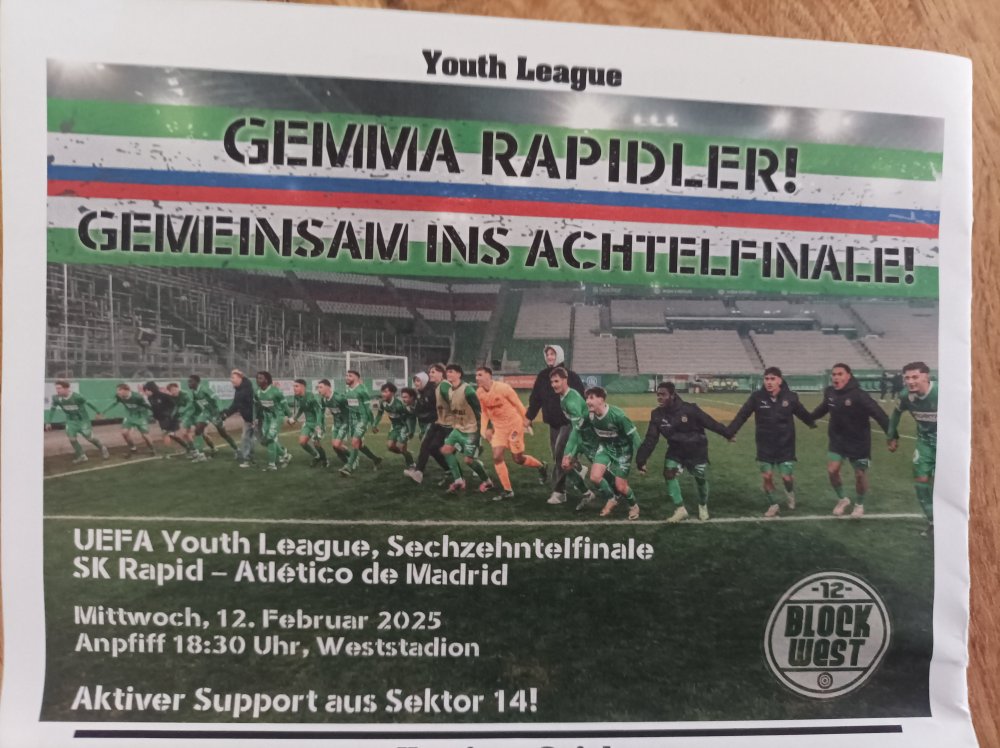 Youth League
GEMMA RAPIDLER!
GEMEINSAM INS ACHTELFINALE!
UEFA Youth League, Sechzehntelfinale
SK Rapid – Atlético de Madrid
Mittwoch, 12. Februar 2025
Anpfiff 18:30 Uhr, Weststadion
Aktiver Support aus Sektor 14!
-12-
BLOCK
WEST